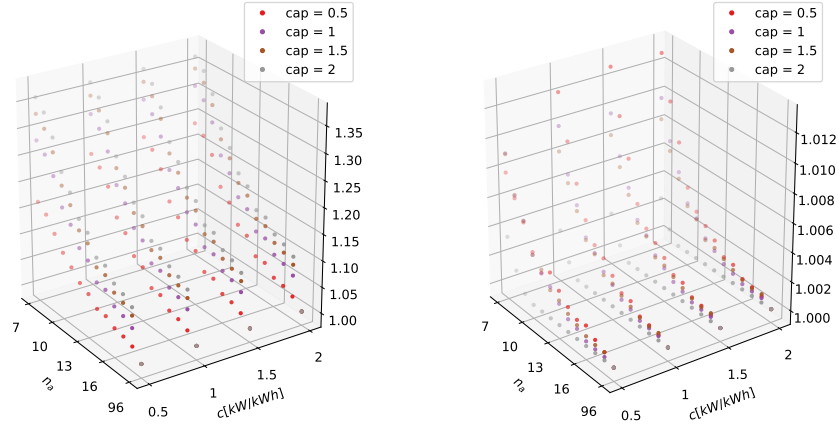 cap = 0.5
cap = 1
cap = 1.5
cap = 2
1.35
1.30
1.25
1.20
1.15
1.10
1.05
1.00
7
10
13
16
96
n_a
0.5
1
1.5
2
c[kW/kWh]
cap = 0.5
cap = 1
cap = 1.5
cap = 2
1.012
1.010
1.008
1.006
1.004
1.002
1.000
7
10
13
16
96
n_a
0.5
1
1.5
2
c[kW/kWh]